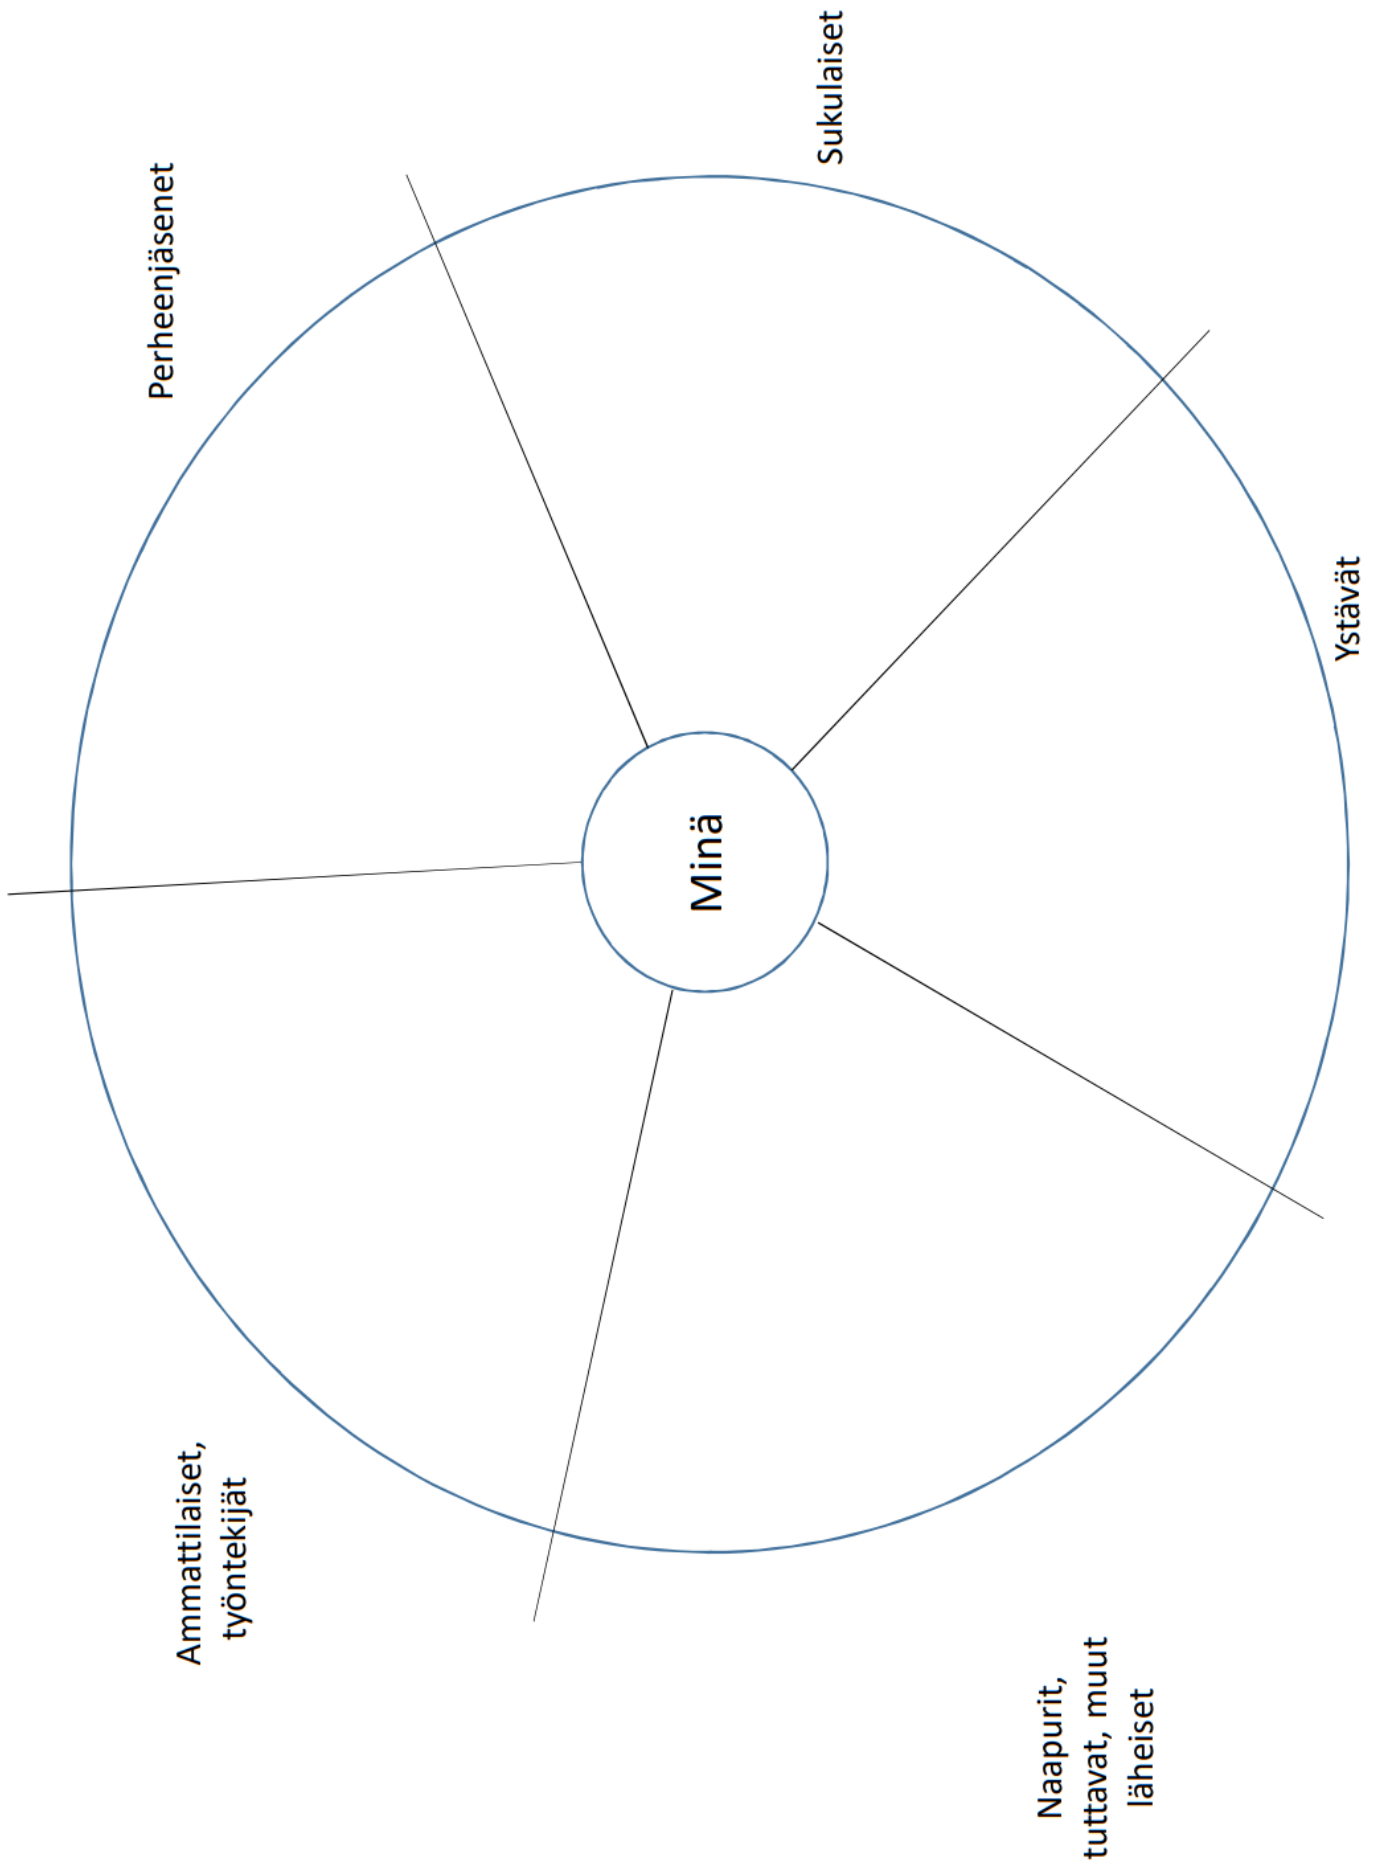 Perheenjäsenet
Sukulaiset
Ystävät
Naapurit,
tuttavat, muut
läheiset
Ammattilaiset,
työntekijät
Minä